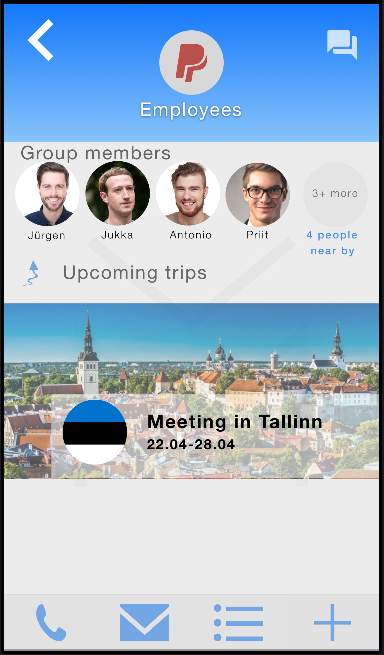 Employees
Group members
Jürgen
Jukka
Antonio
Priit
3+ more
4 people
near by
Upcoming trips
Meeting in Tallinn
22.04-28.04